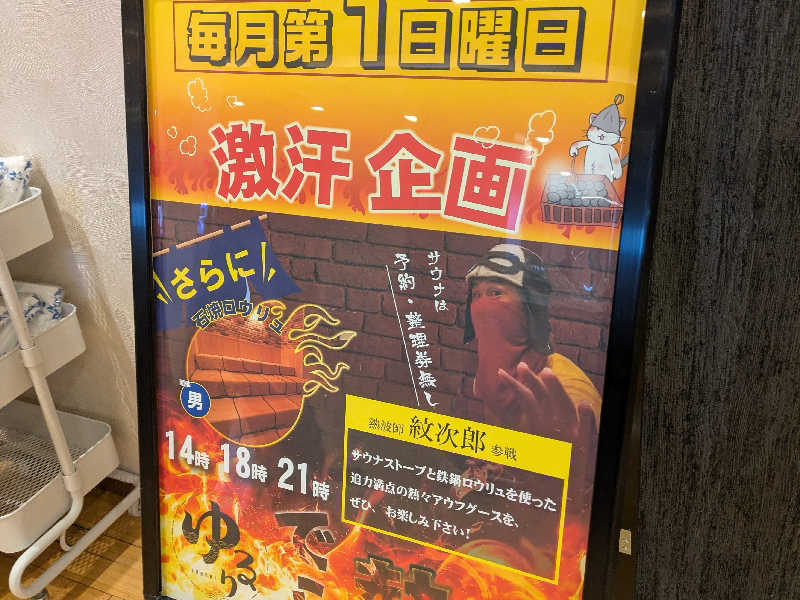 毎月第1日曜日
激汗企画
さらに
石焼ロウリュ
男
サウナは
予約・整理券無し
熱波師 紋次郎 参戦
サウナストーブと鉄鍋ロウリュを使った
迫力満点の熱々アウフグースを、
ぜひ、お楽しみ下さい!
14時 18時 21時
ゆるり